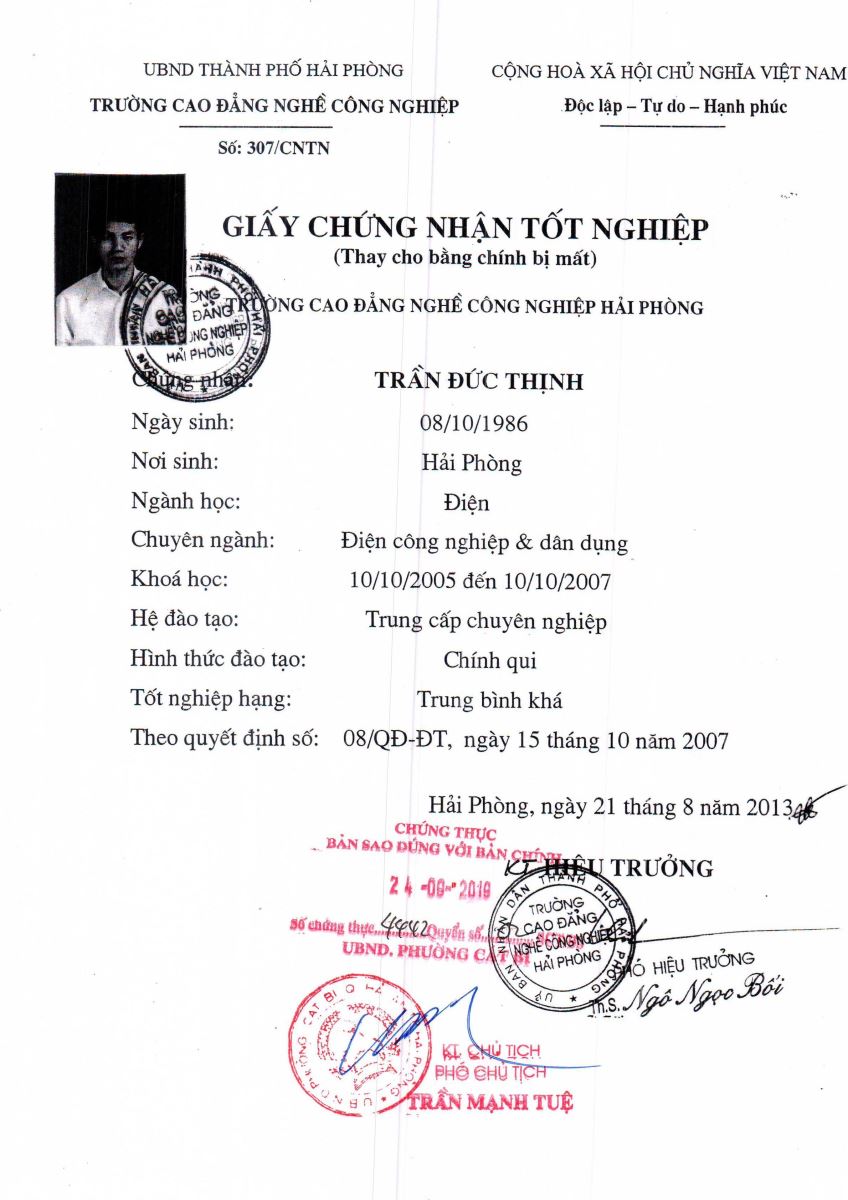 UBND THÀNH PHỐ HẢI PHÒNG
TRƯỜNG CAO ĐẲNG NGHỀ CÔNG NGHIỆP
Số: 307/CNTN
CỘNG HOÀ XÃ HỘI CHỦ NGHĨA VIỆT NAM
Độc lập – Tự do – Hạnh phúc
GIẤY CHỨNG NHẬN TỐT NGHIỆP
(Thay cho bằng chính bị mất)
TRƯỜNG CAO ĐẲNG NGHỀ CÔNG NGHIỆP HẢI PHÒNG
Chứng nhận: TRẦN ĐỨC THỊNH
Ngày sinh: 08/10/1986
Nơi sinh: Hải Phòng
Ngành học: Điện
Chuyên ngành: Điện công nghiệp & dân dụng
Khoá học: 10/10/2005 đến 10/10/2007
Hệ đào tạo: Trung cấp chuyên nghiệp
Hình thức đào tạo: Chính qui
Tốt nghiệp hạng: Trung bình khá
Theo quyết định số: 08/QĐ-ĐT, ngày 15 tháng 10 năm 2007
Hải Phòng, ngày 21 tháng 8 năm 2013
KT HIỆU TRƯỞNG
TRƯỜNG
CAO ĐẲNG
NGHỀ CÔNG NGHIỆP
HẢI PHÒNG
UỶ BAN NHÂN DÂN THÀNH PHỐ HẢI PHÒNG
PHÓ HIỆU TRƯỞNG
Th.S. Ngô Ngọc Bối
CHỨNG THỰC
BẢN SAO ĐÚNG VỚI BẢN CHÍNH
24 -09- 2019
Số chứng thực 4442 Quyển số
UBND. PHƯỜNG CÁT BI
KT. CHỦ TỊCH
PHÓ CHỦ TỊCH
TRẦN MẠNH TUỆ